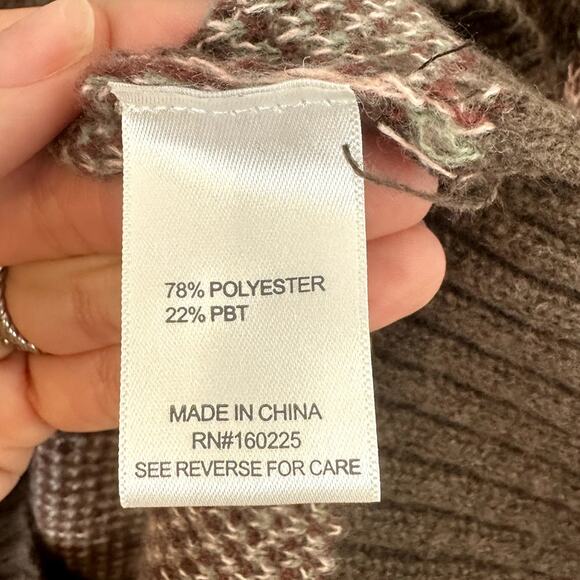 78% POLYESTER
22% PBT
MADE IN CHINA
RN#160225
SEE REVERSE FOR CARE